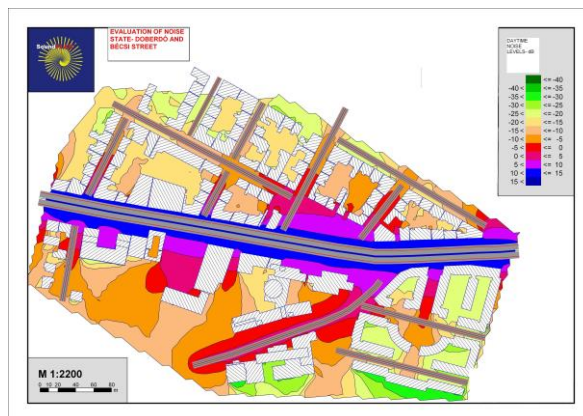 EVALUATION OF NOISE
STATE- DOBERDÓ AND
BÉCSI STREET
DAYTIME
NOISE
LEVELS -dB
<= -40
-40 < <= -35
-35 < <= -30
-30 < <= -25
-25 < <= -20
-20 < <= -15
-15 < <= -10
-10 < <= -5
-5 < <= 0
0 < <= 5
5 < <= 10
10 < <= 15
15 <
M 1:2200
0 10 20 40 60 80
m